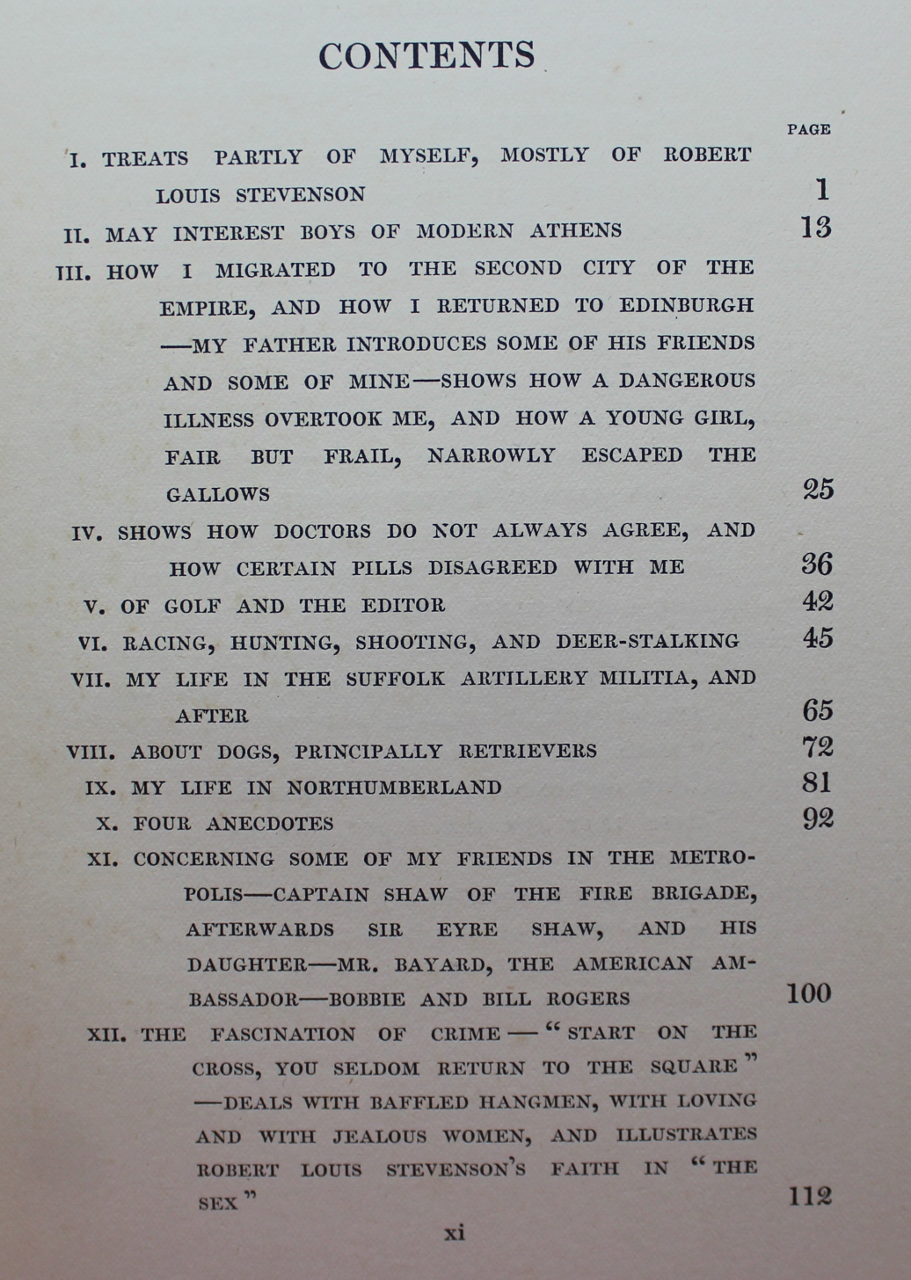 CONTENTS
PAGE
I. TREATS PARTLY OF MYSELF, MOSTLY OF ROBERT
LOUIS STEVENSON 1
II. MAY INTEREST BOYS OF MODERN ATHENS 13
III. HOW I MIGRATED TO THE SECOND CITY OF THE
EMPIRE, AND HOW I RETURNED TO EDINBURGH
—MY FATHER INTRODUCES SOME OF HIS FRIENDS
AND SOME OF MINE—SHOWS HOW A DANGEROUS
ILLNESS OVERTOOK ME, AND HOW A YOUNG GIRL,
FAIR BUT FRAIL, NARROWLY ESCAPED THE
GALLOWS 25
IV. SHOWS HOW DOCTORS DO NOT ALWAYS AGREE, AND
HOW CERTAIN PILLS DISAGREED WITH ME 36
V. OF GOLF AND THE EDITOR 42
VI. RACING, HUNTING, SHOOTING, AND DEER-STALKING 45
VII. MY LIFE IN THE SUFFOLK ARTILLERY MILITIA, AND
AFTER 65
VIII. ABOUT DOGS, PRINCIPALLY RETRIEVERS 72
IX. MY LIFE IN NORTHUMBERLAND 81
X. FOUR ANECDOTES 92
XI. CONCERNING SOME OF MY FRIENDS IN THE METRO-
POLIS—CAPTAIN SHAW OF THE FIRE BRIGADE,
AFTERWARDS SIR EYRE SHAW, AND HIS
DAUGHTER—MR. BAYARD, THE AMERICAN AM-
BASSADOR—BOBBIE AND BILL ROGERS 100
XII. THE FASCINATION OF CRIME — “START ON THE
CROSS, YOU SELDOM RETURN TO THE SQUARE”
—DEALS WITH BAFFLED HANGMEN, WITH LOVING
AND WITH JEALOUS WOMEN, AND ILLUSTRATES
ROBERT LOUIS STEVENSON’S FAITH IN “THE
SEX” 112
xi